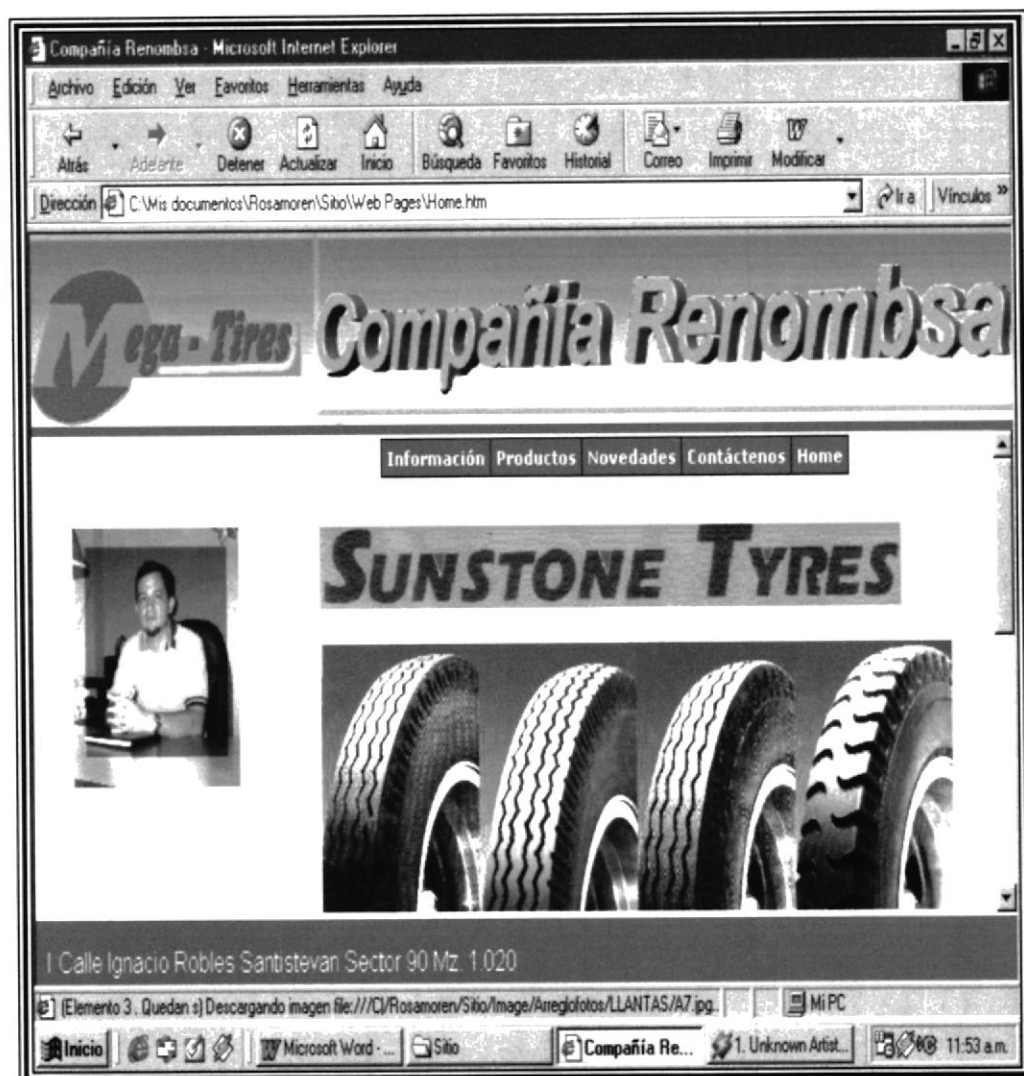 Compañía Renombsa - Microsoft Internet Explorer
Archivo Edición Ver Favoritos Herramientas Ayuda
Atrás Adelante Detener Actualizar Inicio Búsqueda Favoritos Historial Correo Imprimir Modificar
Dirección C:\Mis documentos\Rosamoren\Sitio\Web Pages\Home.htm Ir a Vínculos »
Mega - Tires Compañía Renombsa
Información Productos Novedades Contáctenos Home
SUNSTONE TYRES
I Calle Ignacio Robles Santistevan Sector 90 Mz. 1.020
(Elemento 3 . Quedan s) Descargando imagen file:///C|/Rosamoren/Sitio/Image/Arreglofotos/LLANTAS/A7.jpg. Mi PC
Inicio Microsoft Word - ... Sitio Compañía Re... 1. Unknown Artist... 11:53 a.m.